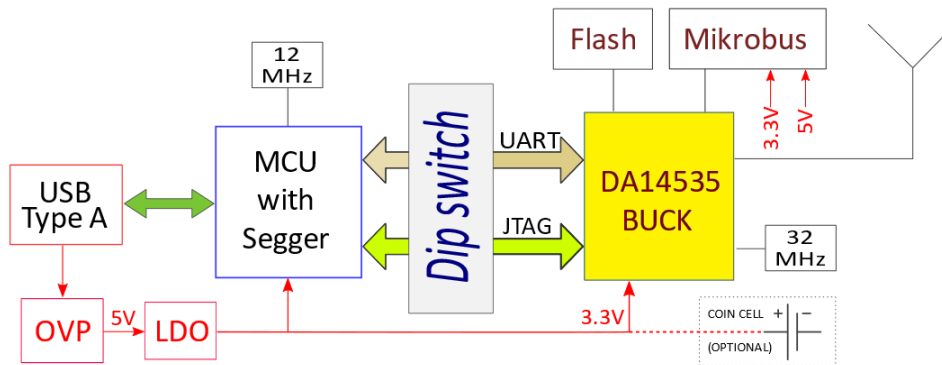 12
MHz
Flash
Mikrobus
3.3V
5V
Dip switch
UART
MCU
with
Segger
DA14535
BUCK
USB
Type A
JTAG
32
MHz
OVP
5V
LDO
3.3V
COIN CELL
+ −
(OPTIONAL)